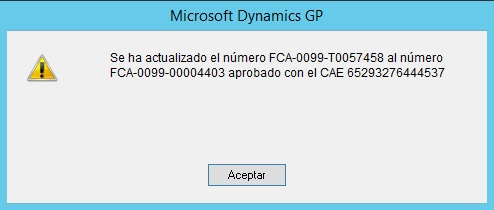 Microsoft Dynamics GP
Se ha actualizado el número FCA-0099-T0057458 al número
FCA-0099-00004403 aprobado con el CAE 65293276444537
Aceptar